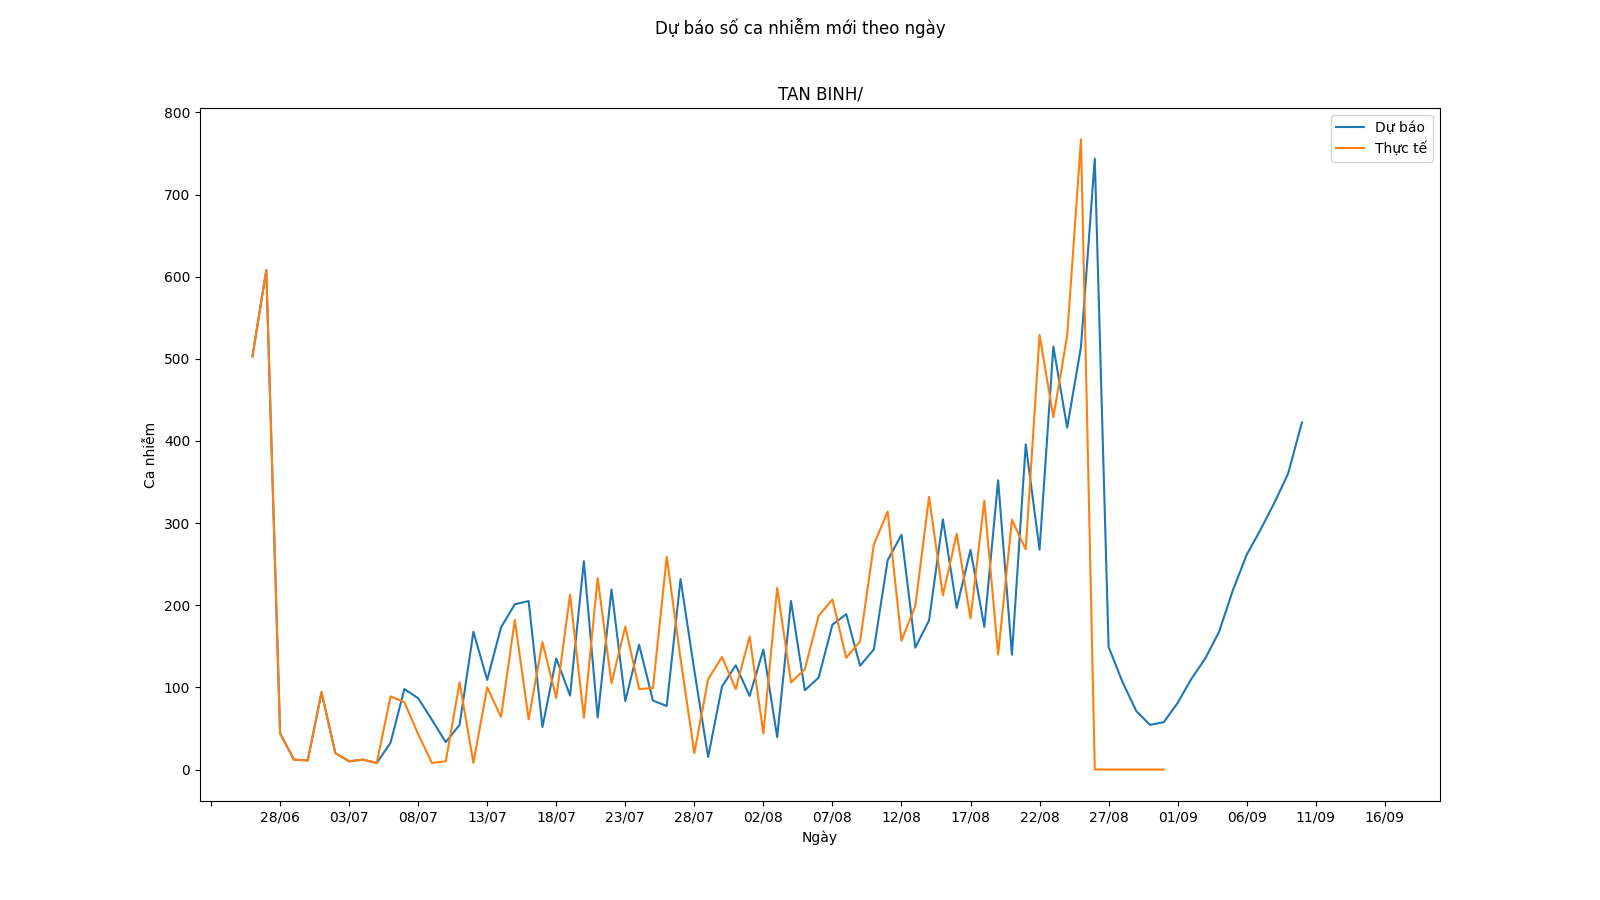 Dự báo số ca nhiễm mới theo ngày
TAN BINH/
Dự báo
Thực tế
800
700
600
500
400
300
200
100
0
Ca nhiễm
28/06 03/07 08/07 13/07 18/07 23/07 28/07 02/08 07/08 12/08 17/08 22/08 27/08 01/09 06/09 11/09 16/09
Ngày